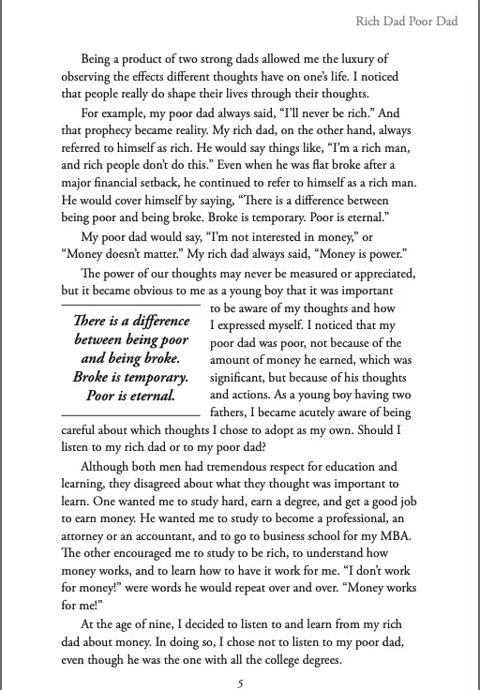 Rich Dad Poor Dad
Being a product of two strong dads allowed me the luxury of
observing the effects different thoughts have on one’s life. I noticed
that people really do shape their lives through their thoughts.
For example, my poor dad always said, “I’ll never be rich.” And
that prophecy became reality. My rich dad, on the other hand, always
referred to himself as rich. He would say things like, “I’m a rich man,
and rich people don’t do this.” Even when he was flat broke after a
major financial setback, he continued to refer to himself as a rich man.
He would cover himself by saying, “There is a difference between
being poor and being broke. Broke is temporary. Poor is eternal.”
My poor dad would say, “I’m not interested in money,” or
“Money doesn’t matter.” My rich dad always said, “Money is power.”
The power of our thoughts may never be measured or appreciated,
but it became obvious to me as a young boy that it was important
to be aware of my thoughts and how
I expressed myself. I noticed that my
poor dad was poor, not because of the
amount of money he earned, which was
significant, but because of his thoughts
and actions. As a young boy having two
fathers, I became acutely aware of being
There is a difference
between being poor
and being broke.
Broke is temporary.
Poor is eternal.
careful about which thoughts I chose to adopt as my own. Should I
listen to my rich dad or to my poor dad?
Although both men had tremendous respect for education and
learning, they disagreed about what they thought was important to
learn. One wanted me to study hard, earn a degree, and get a good job
to earn money. He wanted me to study to become a professional, an
attorney or an accountant, and to go to business school for my MBA.
The other encouraged me to study to be rich, to understand how
money works, and to learn how to have it work for me. “I don’t work
for money!” were words he would repeat over and over. “Money works
for me!”
At the age of nine, I decided to listen to and learn from my rich
dad about money. In doing so, I chose not to listen to my poor dad,
even though he was the one with all the college degrees.
5